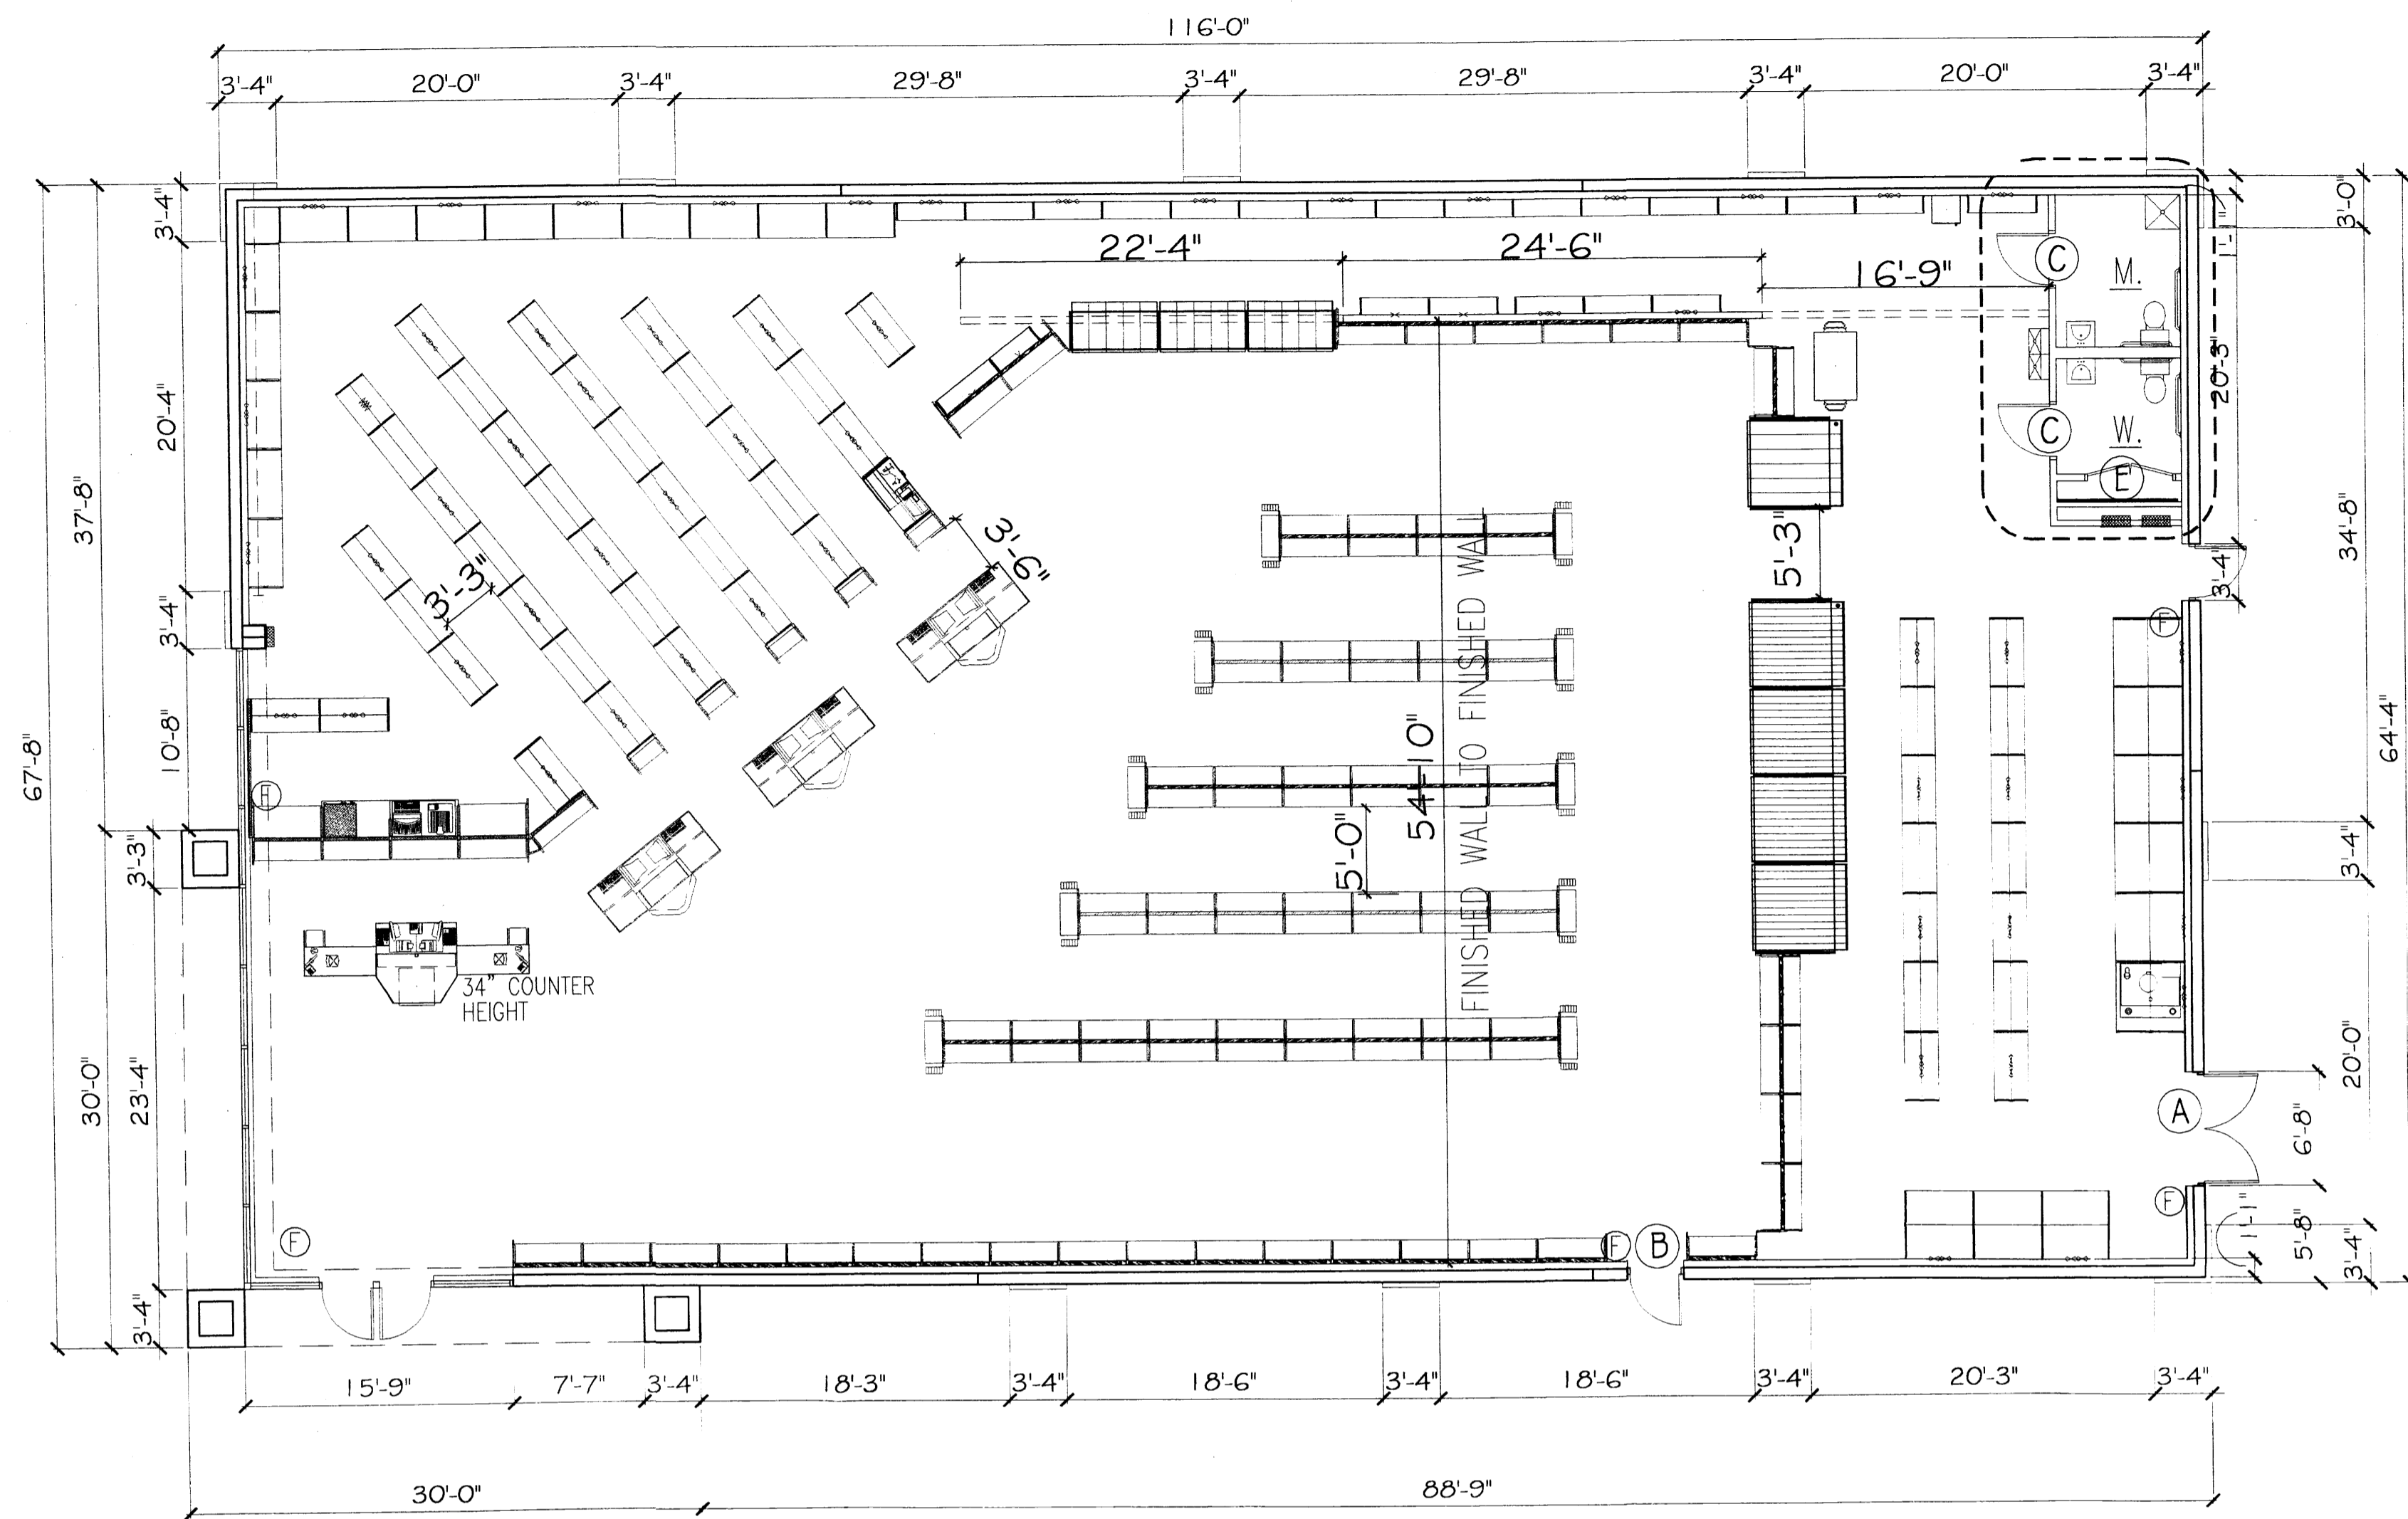 116'-0"
3'-4" 20'-0" 3'-4" 29'-8" 3'-4" 29'-8" 3'-4" 20'-0" 3'-4"
3'-4"
3'-0"
22'-4" 24'-6"
16'-9"
C
M.
20'-3"
20'-4"
C
W.
E
37'-8"
3'-6"
5'-3"
34'-8"
3'-3"
3'-4"
3'-4"
F
10'-8"
67'-8"
64'-4"
F
54'-10"
FINISHED WALL TO FINISHED WALL
5'-0"
3'-3"
3'-4"
34" COUNTER
HEIGHT
30'-0"
23'-4"
20'-0"
A
6'-8"
F
F
F
B
1'-1"
5'-8"
3'-4"
3'-4"
15'-9" 7'-7" 3'-4" 18'-3" 3'-4" 18'-6" 3'-4" 18'-6" 3'-4" 20'-3" 3'-4"
30'-0" 88'-9"